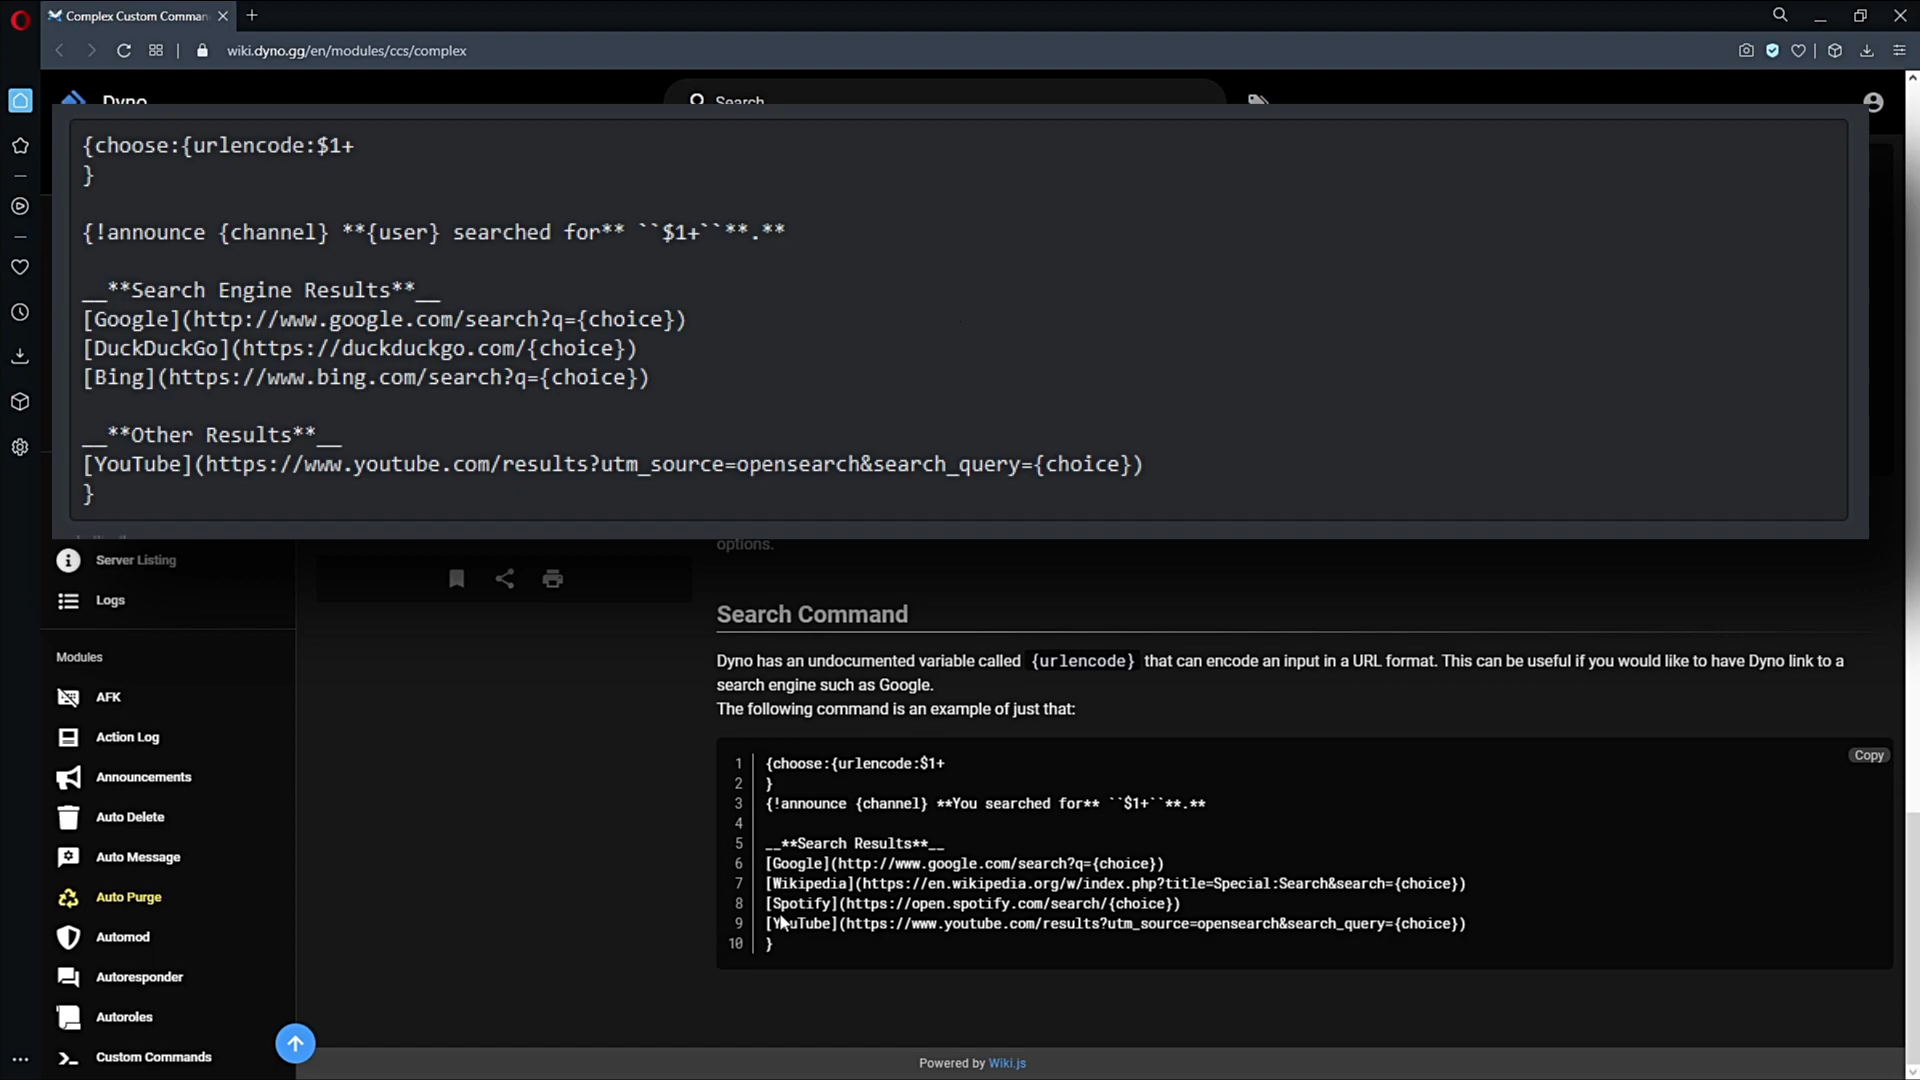 Complex Custom Comman
wiki.dyno.gg/en/modules/ccs/complex
Dyno
Search
{choose:{urlencode:$1+
}
{!announce {channel} **{user} searched for** ``$1+``**.**
__**Search Engine Results**__
[Google](http://www.google.com/search?q={choice})
[DuckDuckGo](https://duckduckgo.com/{choice})
[Bing](https://www.bing.com/search?q={choice})
__**Other Results**__
[YouTube](https://www.youtube.com/results?utm_source=opensearch&search_query={choice})
}
options.
Server Listing
Logs
Modules
AFK
Action Log
Announcements
Auto Delete
Auto Message
Auto Purge
Automod
Autoresponder
Autoroles
Custom Commands
Search Command
Dyno has an undocumented variable called {urlencode} that can encode an input in a URL format. This can be useful if you would like to have Dyno link to a
search engine such as Google.
The following command is an example of just that:
Copy
1 {choose:{urlencode:$1+
2 }
3 {!announce {channel} **You searched for** ``$1+``**.**
4
5 __**Search Results**__
6 [Google](http://www.google.com/search?q={choice})
7 [Wikipedia](https://en.wikipedia.org/w/index.php?title=Special:Search&search={choice})
8 [Spotify](https://open.spotify.com/search/{choice})
9 [YouTube](https://www.youtube.com/results?utm_source=opensearch&search_query={choice})
10 }
Powered by Wiki.js